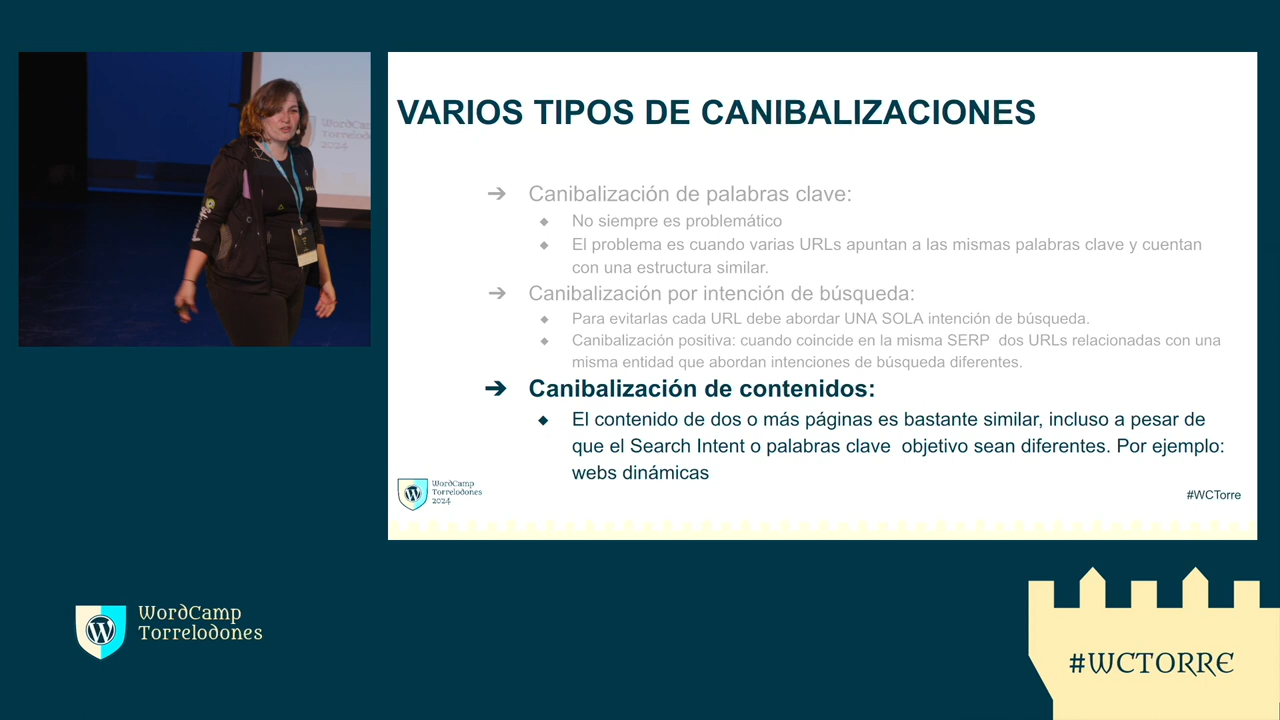 WordCamp
Torrelodones
2024
VARIOS TIPOS DE CANIBALIZACIONES
➔ Canibalización de palabras clave:
◆ No siempre es problemático
◆ El problema es cuando varias URLs apuntan a las mismas palabras clave y cuentan
con una estructura similar.
➔ Canibalización por intención de búsqueda:
◆ Para evitarlas cada URL debe abordar UNA SOLA intención de búsqueda.
◆ Canibalización positiva: cuando coincide en la misma SERP dos URLs relacionadas con una
misma entidad que abordan intenciones de búsqueda diferentes.
➔ Canibalización de contenidos:
◆ El contenido de dos o más páginas es bastante similar, incluso a pesar de
que el Search Intent o palabras clave objetivo sean diferentes. Por ejemplo:
webs dinámicas
WordCamp
Torrelodones
2024
#WCTorre
WordCamp
Torrelodones
#WCTORRE